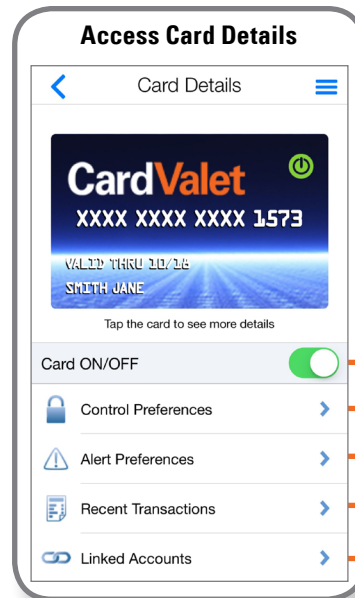 Access Card Details
Card Details
CardValet
XXXX XXXX XXXX 1573
VALID THRU 10/18
SMITH JANE
Tap the card to see more details
Card ON/OFF
Control Preferences
Alert Preferences
Recent Transactions
Linked Accounts